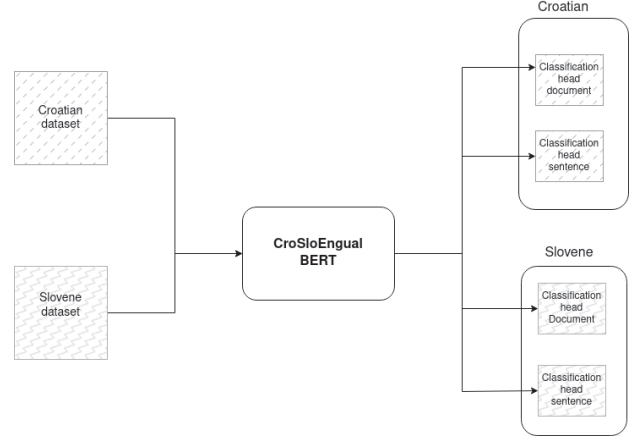 Croatian
dataset
Slovene
dataset
CroSloEngual
BERT
Croatian
Classification
head
document
Classification
head
sentence
Slovene
Classification
head
Document
Classification
head
sentence